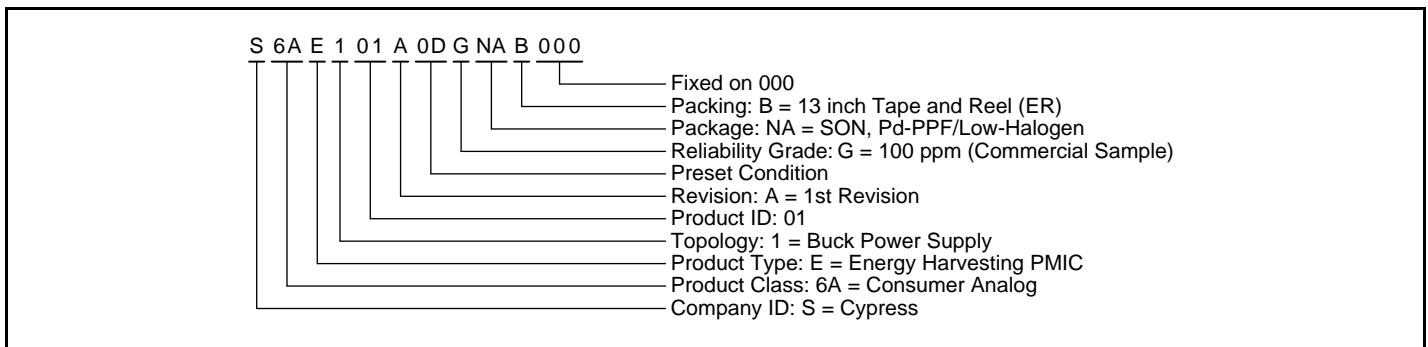 S 6A E 1 01 A 0D G NA B 000
Fixed on 000
Packing: B = 13 inch Tape and Reel (ER)
Package: NA = SON, Pd-PPF/Low-Halogen
Reliability Grade: G = 100 ppm (Commercial Sample)
Preset Condition
Revision: A = 1st Revision
Product ID: 01
Topology: 1 = Buck Power Supply
Product Type: E = Energy Harvesting PMIC
Product Class: 6A = Consumer Analog
Company ID: S = Cypress